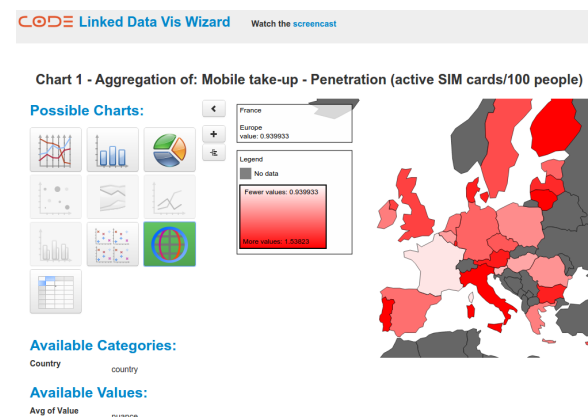 CODE Linked Data Vis Wizard Watch the screencast
Chart 1 - Aggregation of: Mobile take-up - Penetration (active SIM cards/100 people)
Possible Charts:
France
Europe
value: 0.939933
Legend
No data
Fewer values: 0.939933
More values: 1.53823
Available Categories:
Country country
Available Values:
Avg of Value nuance